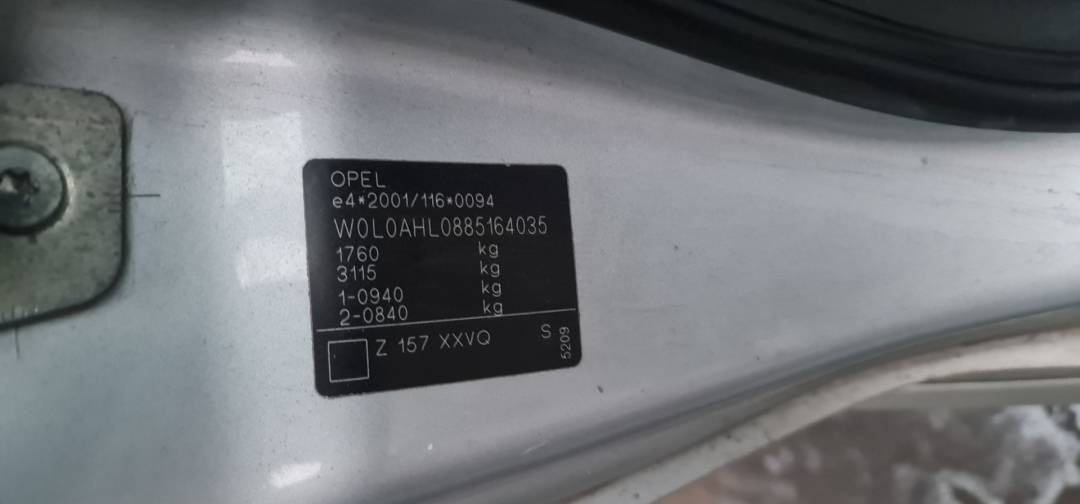 OPEL
e4*2001/116*0094
W0L0AHL0885164035
1760 kg
3115 kg
1-0940 kg
2-0840 kg
Z 157 XXVQ S
5209